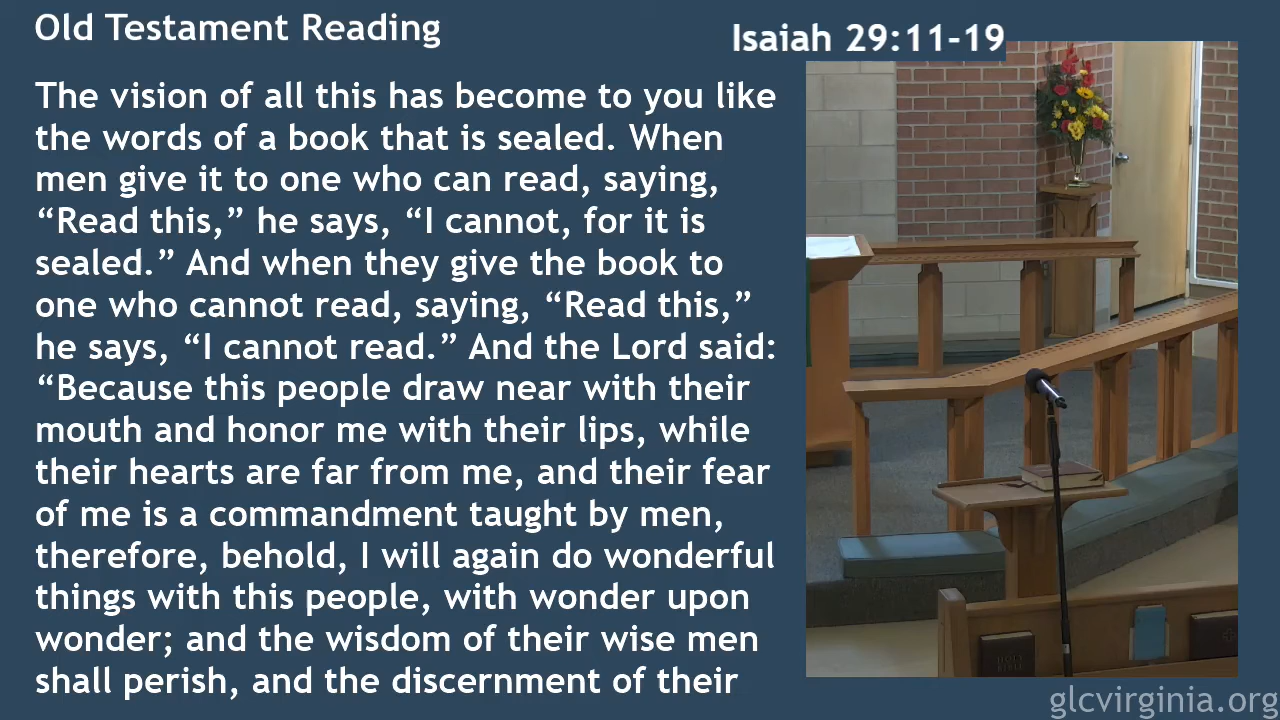 Old Testament Reading
Isaiah 29:11-19
The vision of all this has become to you like
the words of a book that is sealed. When
men give it to one who can read, saying,
“Read this,” he says, “I cannot, for it is
sealed.” And when they give the book to
one who cannot read, saying, “Read this,”
he says, “I cannot read.” And the Lord said:
“Because this people draw near with their
mouth and honor me with their lips, while
their hearts are far from me, and their fear
of me is a commandment taught by men,
therefore, behold, I will again do wonderful
things with this people, with wonder upon
wonder; and the wisdom of their wise men
shall perish, and the discernment of their
HOLY
BIBLE
glcvirginia.org